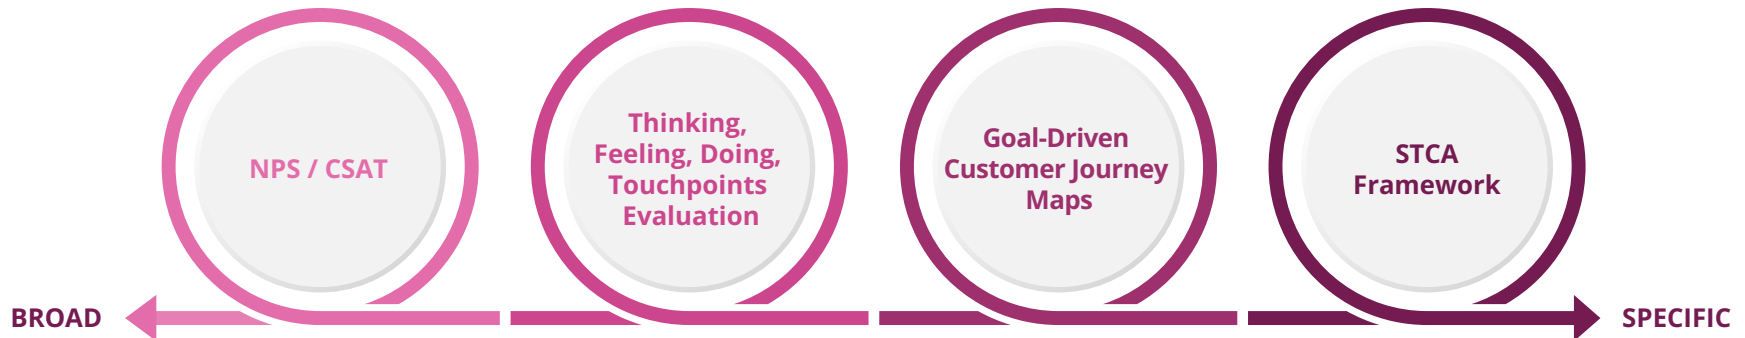 NPS / CSAT
Thinking,
Feeling, Doing,
Touchpoints
Evaluation
Goal-Driven
Customer Journey
Maps
STCA
Framework
BROAD
SPECIFIC